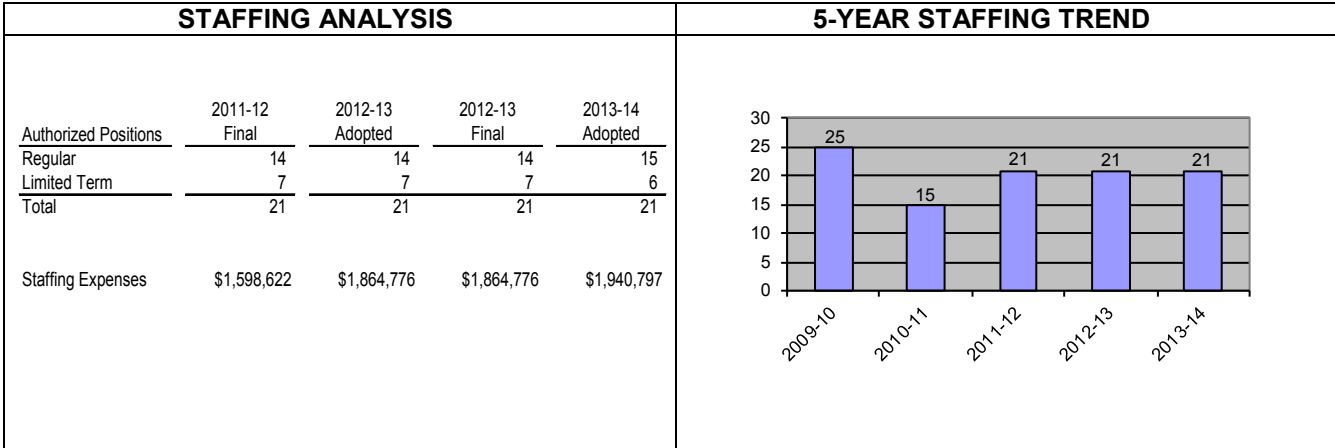 STAFFING ANALYSIS
2011-12 2012-13 2012-13 2013-14
Authorized Positions Final Adopted Final Adopted
Regular 14 14 14 15
Limited Term 7 7 7 6
Total 21 21 21 21
Staffing Expenses $1,598,622 $1,864,776 $1,864,776 $1,940,797
5-YEAR STAFFING TREND
30
25
20
15
10
5
0
25 15 21 21 21
2009-10 2010-11 2011-12 2012-13 2013-14